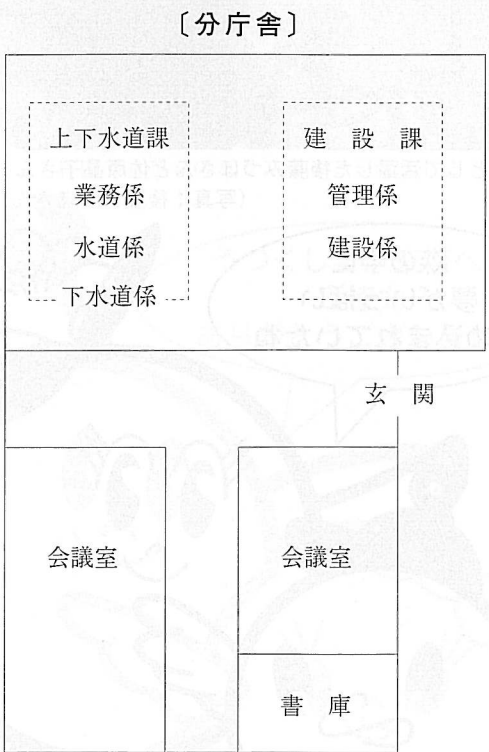 〔分庁舎〕
上下水道課
業務係
水道係
下水道係
建設課
管理係
建設係
玄関
会議室
会議室
書庫